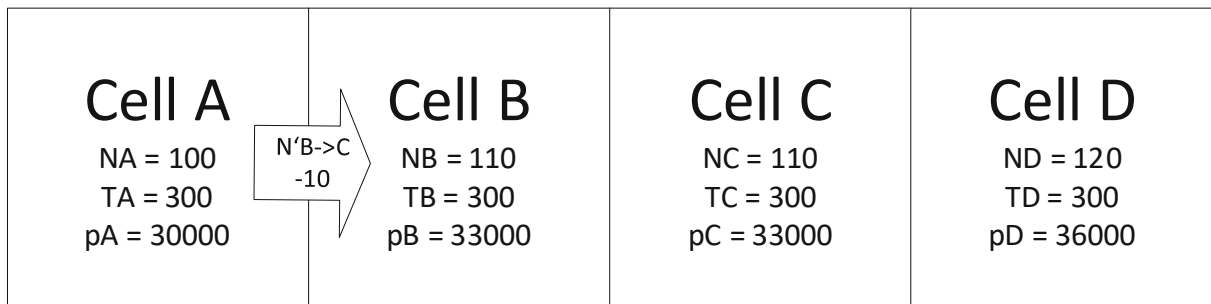 Cell A
NA = 100
TA = 300
pA = 30000
N‘B->C
-10
Cell B
NB = 110
TB = 300
pB = 33000
Cell C
NC = 110
TC = 300
pC = 33000
Cell D
ND = 120
TD = 300
pD = 36000